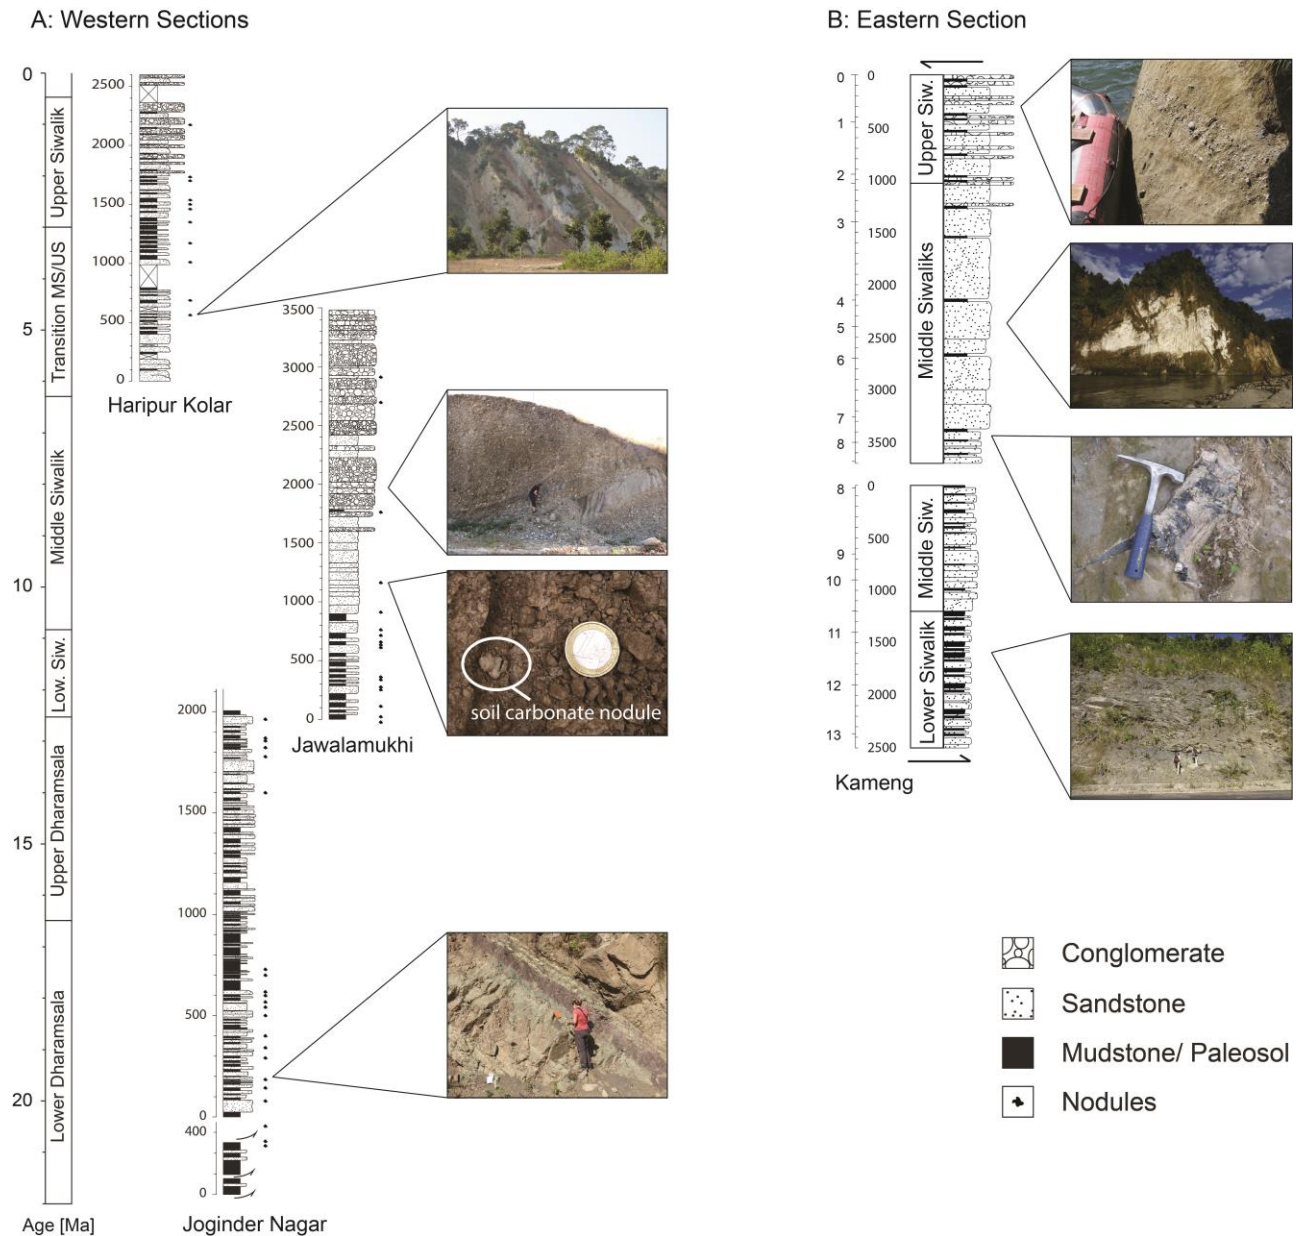 A: Western Sections
B: Eastern Section
0
5
10
15
20
Age [Ma]
Upper Siwalik
Transition MS/US
Middle Siwalik
Low. Siw.
Upper Dharamsala
Lower Dharamsala
2500
2000
1500
1000
500
0
Haripur Kolar
3500
3000
2500
2000
1500
1000
500
0
Jawalamukhi
soil carbonate nodule
2000
1500
1000
500
0
400
0
Joginder Nagar
0
1
2
3
4
5
6
7
8
0
500
1000
1500
2000
2500
3000
3500
Upper Siw.
Middle Siwaliks
8
9
10
11
12
13
0
500
1000
1500
2000
2500
Middle Siw.
Lower Siwalik
Kameng
Conglomerate
Sandstone
Mudstone/ Paleosol
Nodules